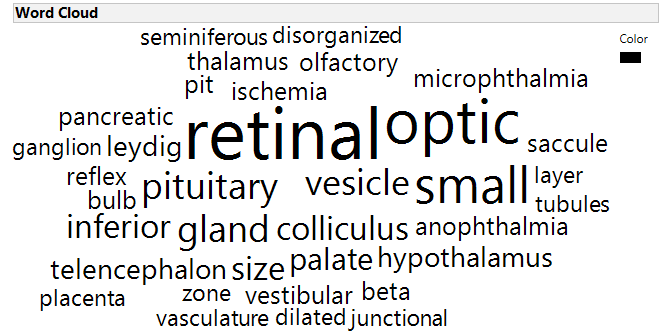 Word Cloud
Color
seminiferous disorganized
thalamus olfactory
pit ischemia microphthalmia
pancreatic retinal optic
ganglion leydig saccule
reflex pituitary vesicle small layer
bulb tubules
inferior gland colliculus anophthalmia
telencephalon size palate hypothalamus
placenta zone vestibular beta
vasculature dilated junctional